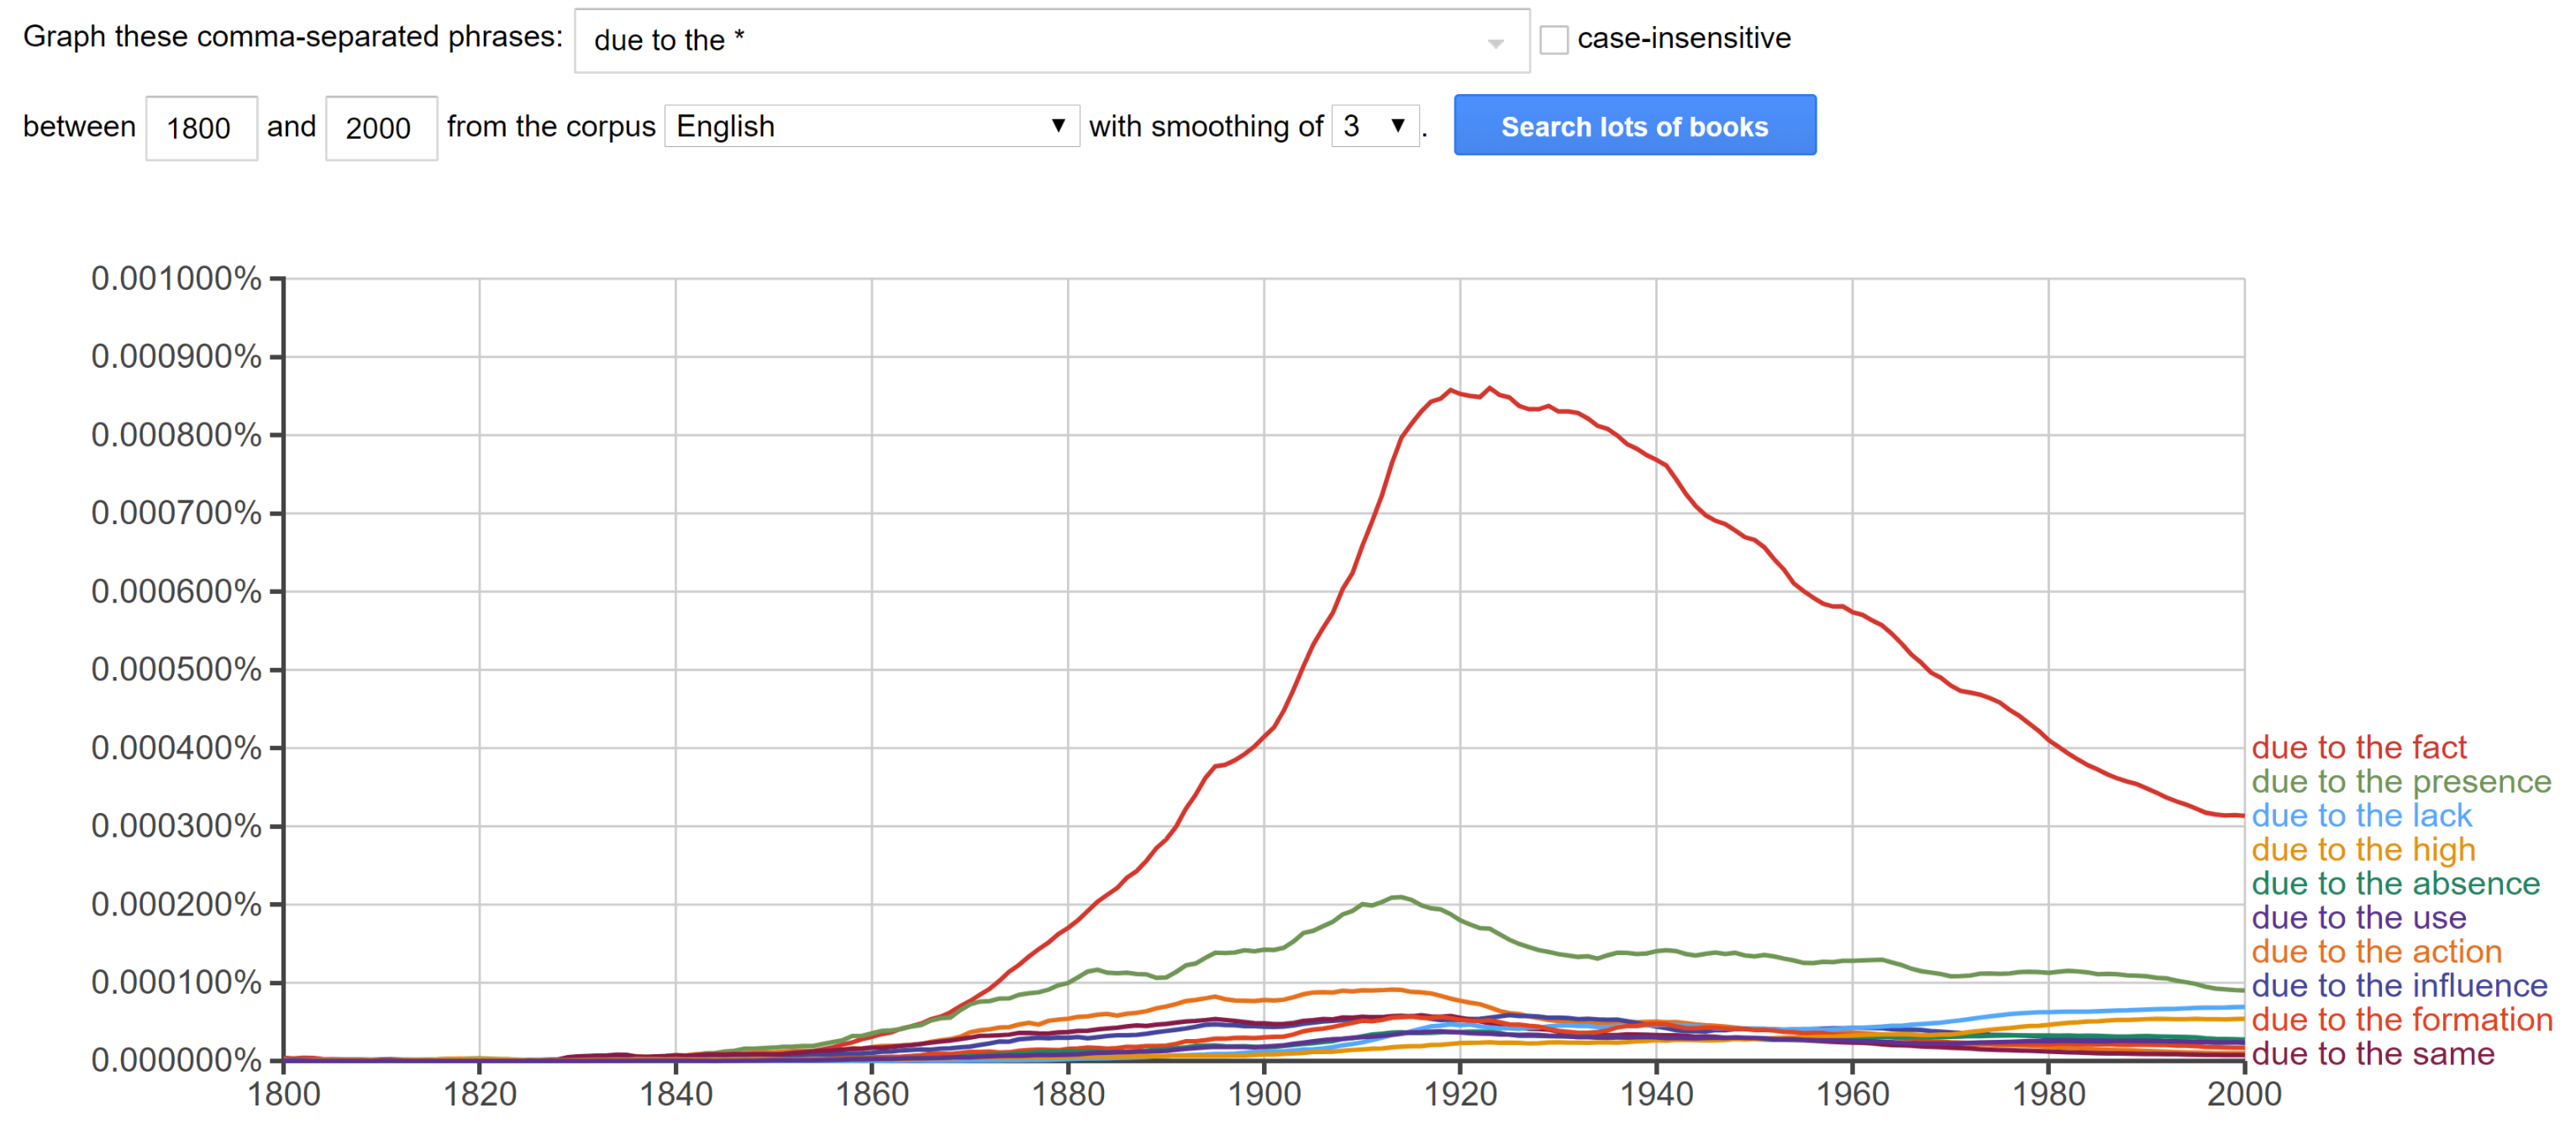 Graph these comma-separated phrases: due to the * case-insensitive
between 1800 and 2000 from the corpus English with smoothing of 3 . Search lots of books
0.001000%
0.000900%
0.000800%
0.000700%
0.000600%
0.000500%
0.000400%
0.000300%
0.000200%
0.000100%
0.000000%
1800 1820 1840 1860 1880 1900 1920 1940 1960 1980 2000
due to the fact
due to the presence
due to the lack
due to the high
due to the absence
due to the use
due to the action
due to the influence
due to the formation
due to the same